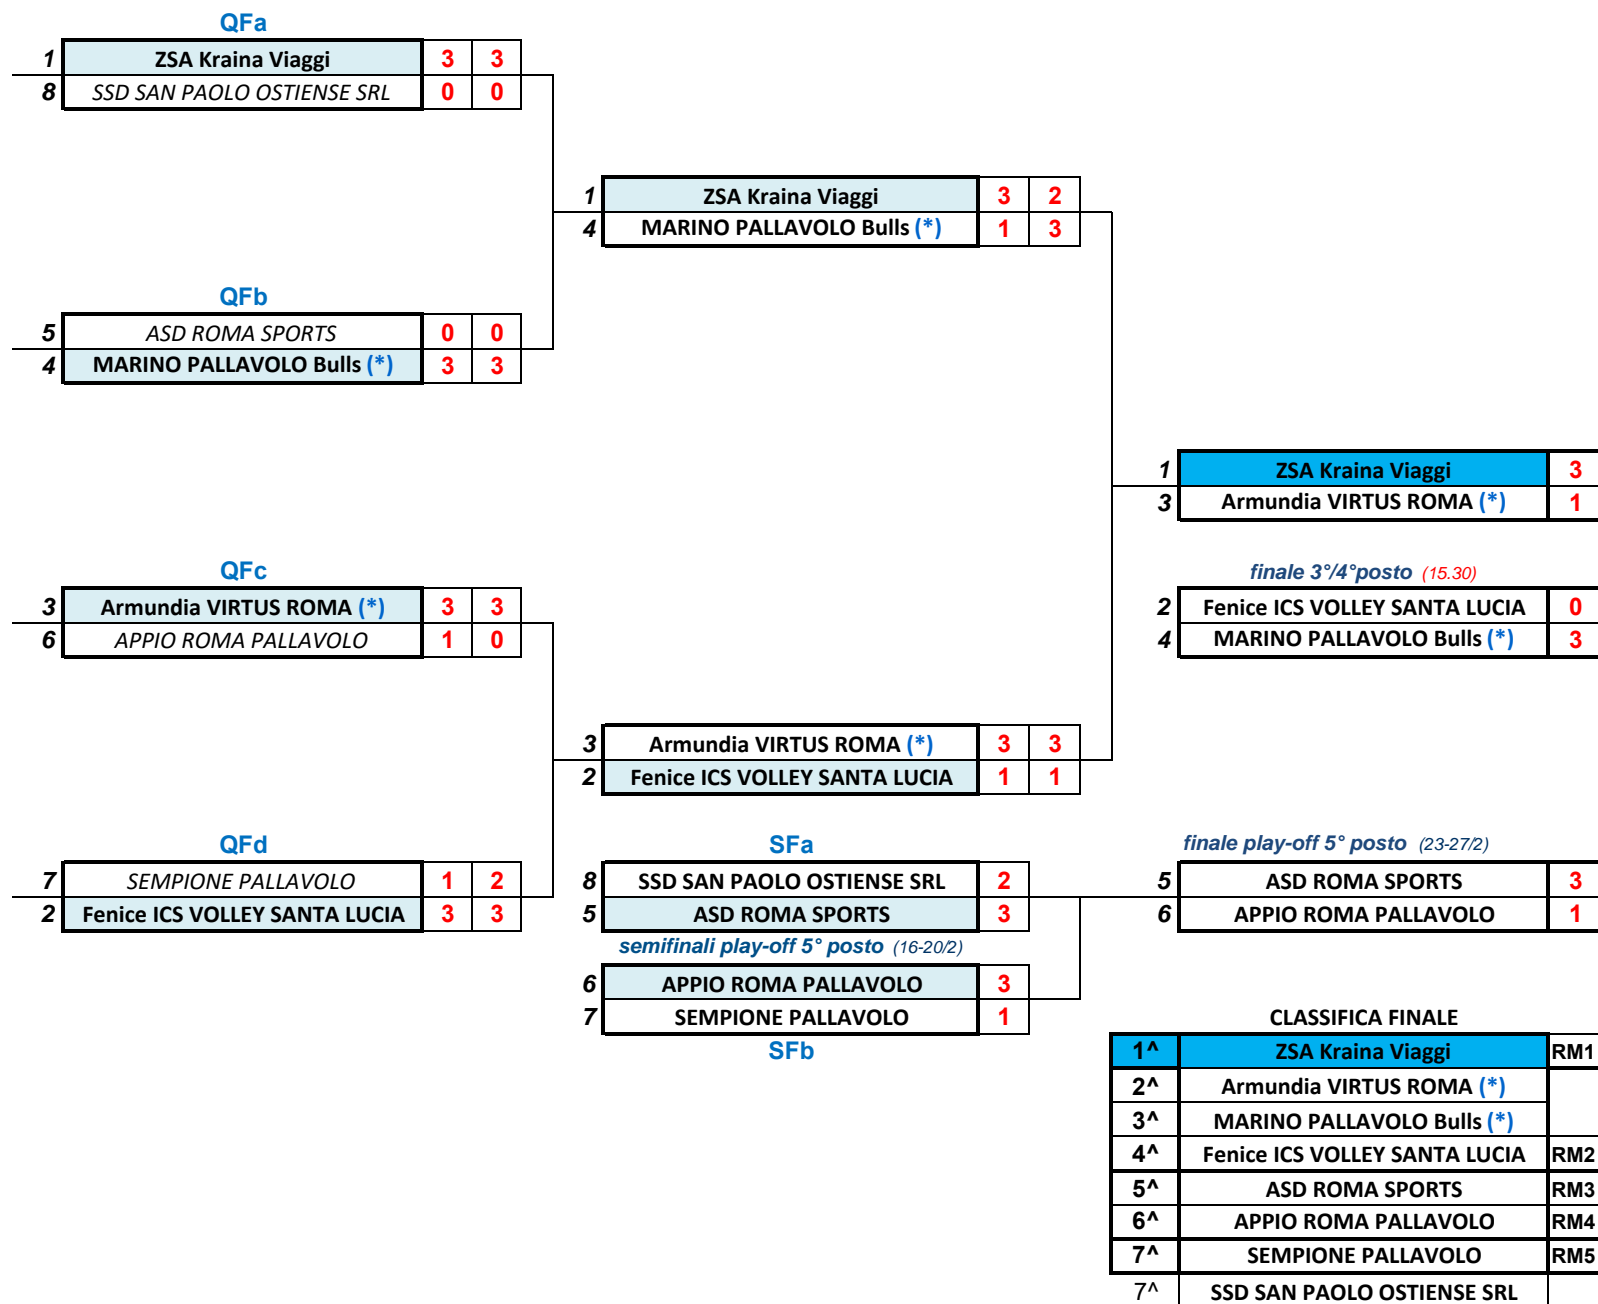 QFa
1 ZSA Kraina Viaggi 3 3
8 SSD SAN PAOLO OSTIENSE SRL 0 0
1 ZSA Kraina Viaggi 3 2
4 MARINO PALLAVOLO Bulls (*) 1 3
QFb
5 ASD ROMA SPORTS 0 0
4 MARINO PALLAVOLO Bulls (*) 3 3
1 ZSA Kraina Viaggi 3
3 Armundia VIRTUS ROMA (*) 1
QFc
finale 3°/4°posto (15.30)
3 Armundia VIRTUS ROMA (*) 3 3
6 APPIO ROMA PALLAVOLO 1 0
2 Fenice ICS VOLLEY SANTA LUCIA 0
4 MARINO PALLAVOLO Bulls (*) 3
3 Armundia VIRTUS ROMA (*) 3 3
2 Fenice ICS VOLLEY SANTA LUCIA 1 1
QFd
7 SEMPIONE PALLAVOLO 1 2
2 Fenice ICS VOLLEY SANTA LUCIA 3 3
SFa
8 SSD SAN PAOLO OSTIENSE SRL 2
5 ASD ROMA SPORTS 3
semifinali play-off 5° posto (16-20/2)
6 APPIO ROMA PALLAVOLO 3
7 SEMPIONE PALLAVOLO 1
SFb
finale play-off 5° posto (23-27/2)
5 ASD ROMA SPORTS 3
6 APPIO ROMA PALLAVOLO 1
CLASSIFICA FINALE
1^ ZSA Kraina Viaggi RM1
2^ Armundia VIRTUS ROMA (*)
3^ MARINO PALLAVOLO Bulls (*)
4^ Fenice ICS VOLLEY SANTA LUCIA RM2
5^ ASD ROMA SPORTS RM3
6^ APPIO ROMA PALLAVOLO RM4
7^ SEMPIONE PALLAVOLO RM5
7^ SSD SAN PAOLO OSTIENSE SRL